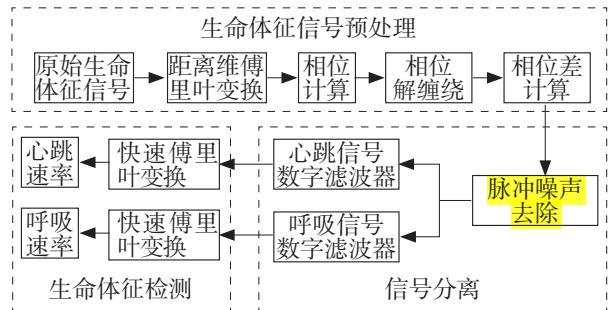 生命体征信号预处理
原始生命
体征信号
距离维傅
里叶变换
相位
计算
相位
解缠绕
相位差
计算
心跳
速率
快速傅里
叶变换
心跳信号
数字滤波器
脉冲噪声
去除
呼吸
速率
快速傅里
叶变换
呼吸信号
数字滤波器
生命体征检测
信号分离